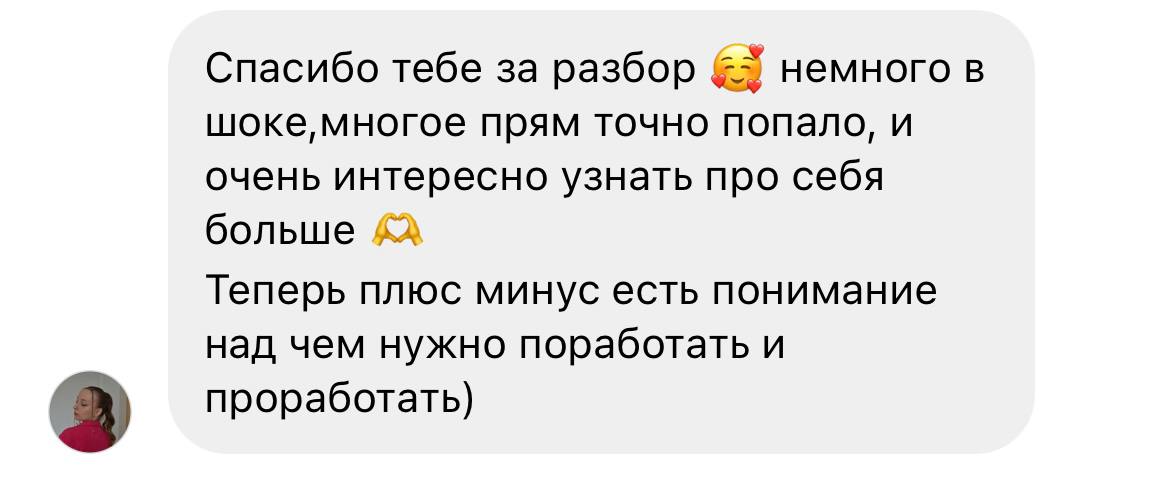 Спасибо тебе за разбор 🥰 немного в
шоке,многое прям точно попало, и
очень интересно узнать про себя
больше 🫶
Теперь плюс минус есть понимание
над чем нужно поработать и
проработать)